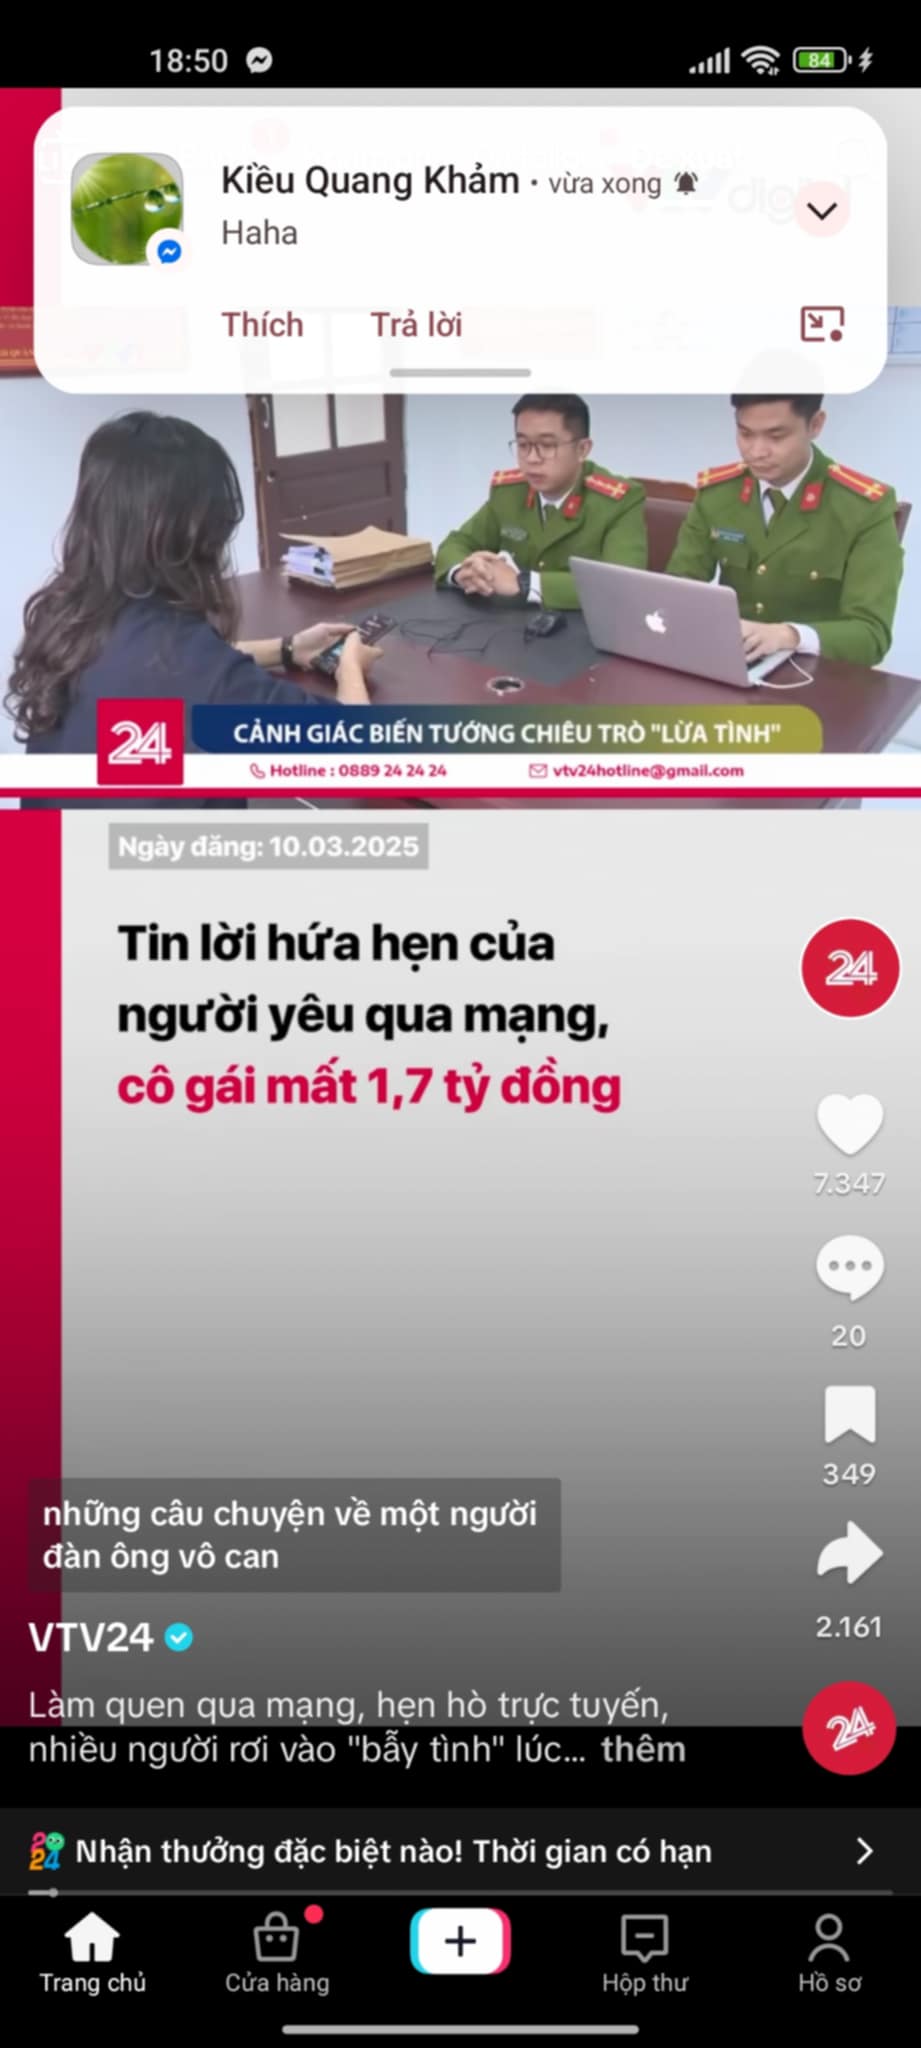 18:50
84
Kiều Quang Khảm • vừa xong
Haha
Thích Trả lời
24 CẢNH GIÁC BIẾN TƯỚNG CHIÊU TRÒ "LỪA TÌNH"
Hotline : 0889 24 24 24 vtv24hotline@gmail.com
Ngày đăng: 10.03.2025
Tin lời hứa hẹn của
người yêu qua mạng,
cô gái mất 1,7 tỷ đồng
24
7.347
20
349
2.161
những câu chuyện về một người
đàn ông vô can
VTV24
Làm quen qua mạng, hẹn hò trực tuyến,
nhiều người rơi vào "bẫy tình" lúc... thêm
24
Nhận thưởng đặc biệt nào! Thời gian có hạn
Trang chủ Cửa hàng Hộp thư Hồ sơ